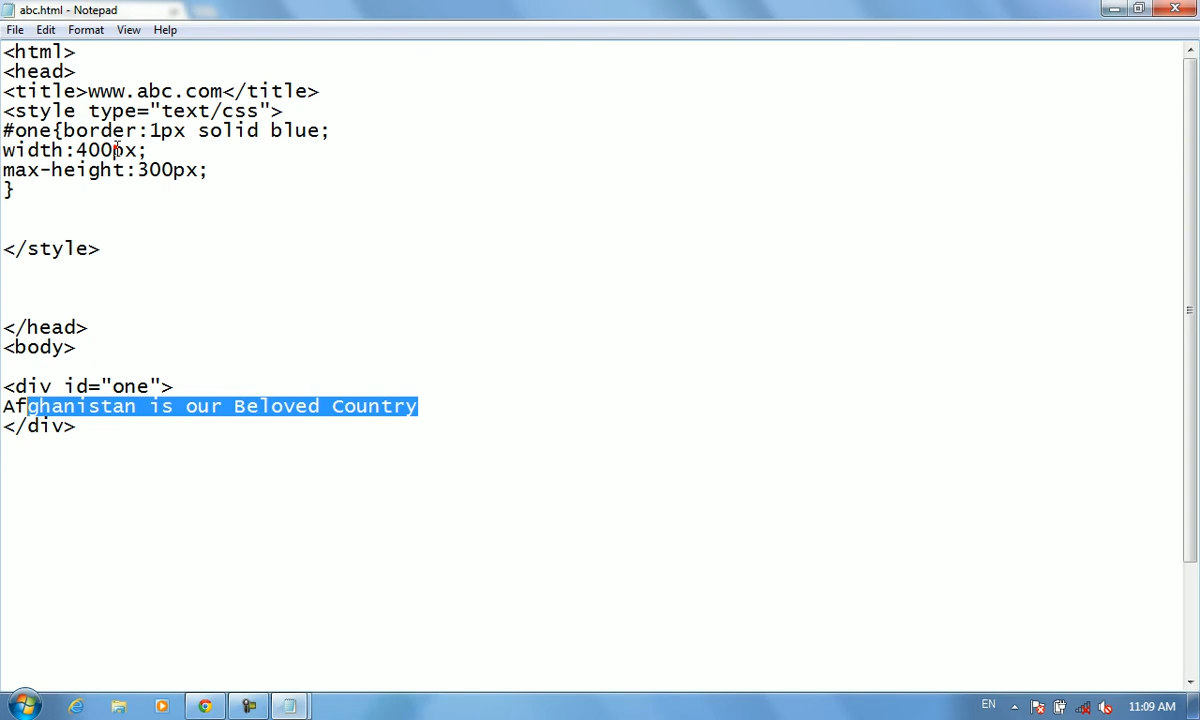 abc.html - Notepad
File Edit Format View Help
<html>
<head>
<title>www.abc.com</title>
<style type="text/css">
#one{border:1px solid blue;
width:400px;
max-height:300px;
}
</style>
</head>
<body>
<div id="one">
Afghanistan is our Beloved Country
</div>
EN 11:09 AM